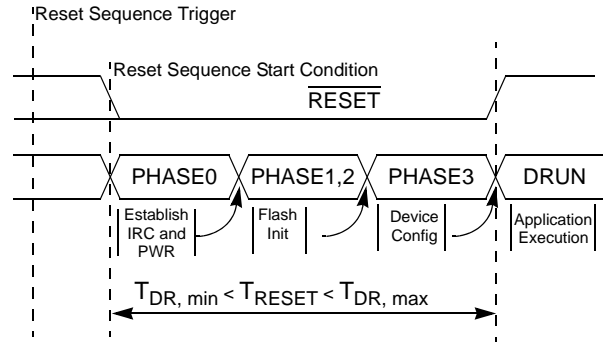 Reset Sequence Trigger
Reset Sequence Start Condition
RESET
PHASE0 PHASE1,2 PHASE3 DRUN
Establish
IRC and
PWR
Flash
Init
Device
Config
Application
Execution
TDR, min < TRESET < TDR, max